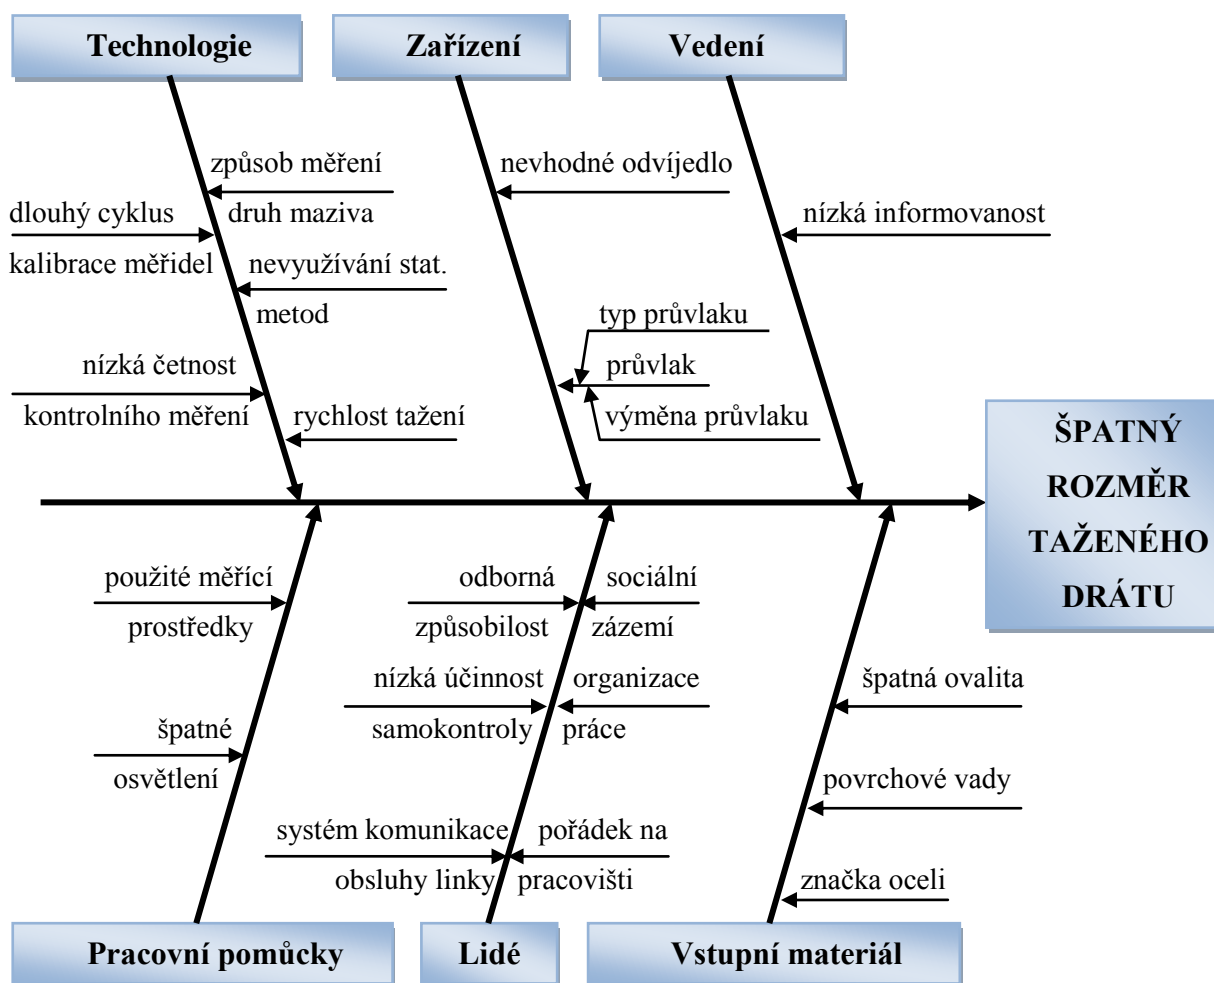 Technologie
Zařízení
Vedení
způsob měření
druh maziva
dlouhý cyklus
kalibrace měřidel
nevyužívání stat.
metod
nízká četnost
kontrolního měření
rychlost tažení
nevhodné odvíjedlo
typ průvlaku
průvlak
výměna průvlaku
nízká informovanost
ŠPATNÝ
ROZMĚR
TAŽENÉHO
DRÁTU
použité měřící
prostředky
špatné
osvětlení
odborná
způsobilost
sociální
zázemí
nízká účinnost
samokontroly
organizace
práce
systém komunikace
obsluhy linky
pořádek na
pracovišti
špatná ovalita
povrchové vady
značka oceli
Pracovní pomůcky
Lidé
Vstupní materiál